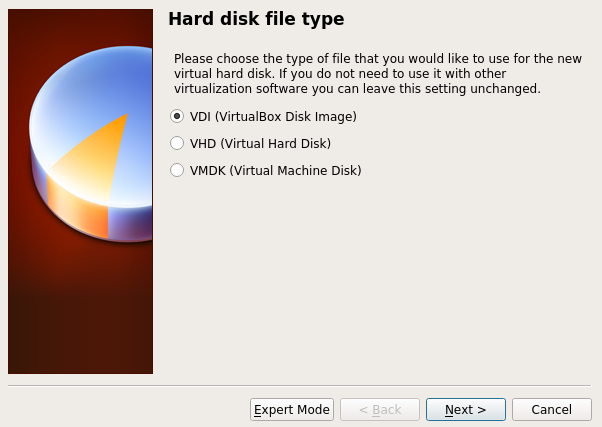 Hard disk file type
Please choose the type of file that you would like to use for the new
virtual hard disk. If you do not need to use it with other
virtualization software you can leave this setting unchanged.
VDI (VirtualBox Disk Image)
VHD (Virtual Hard Disk)
VMDK (Virtual Machine Disk)
Expert Mode
< Back
Next >
Cancel